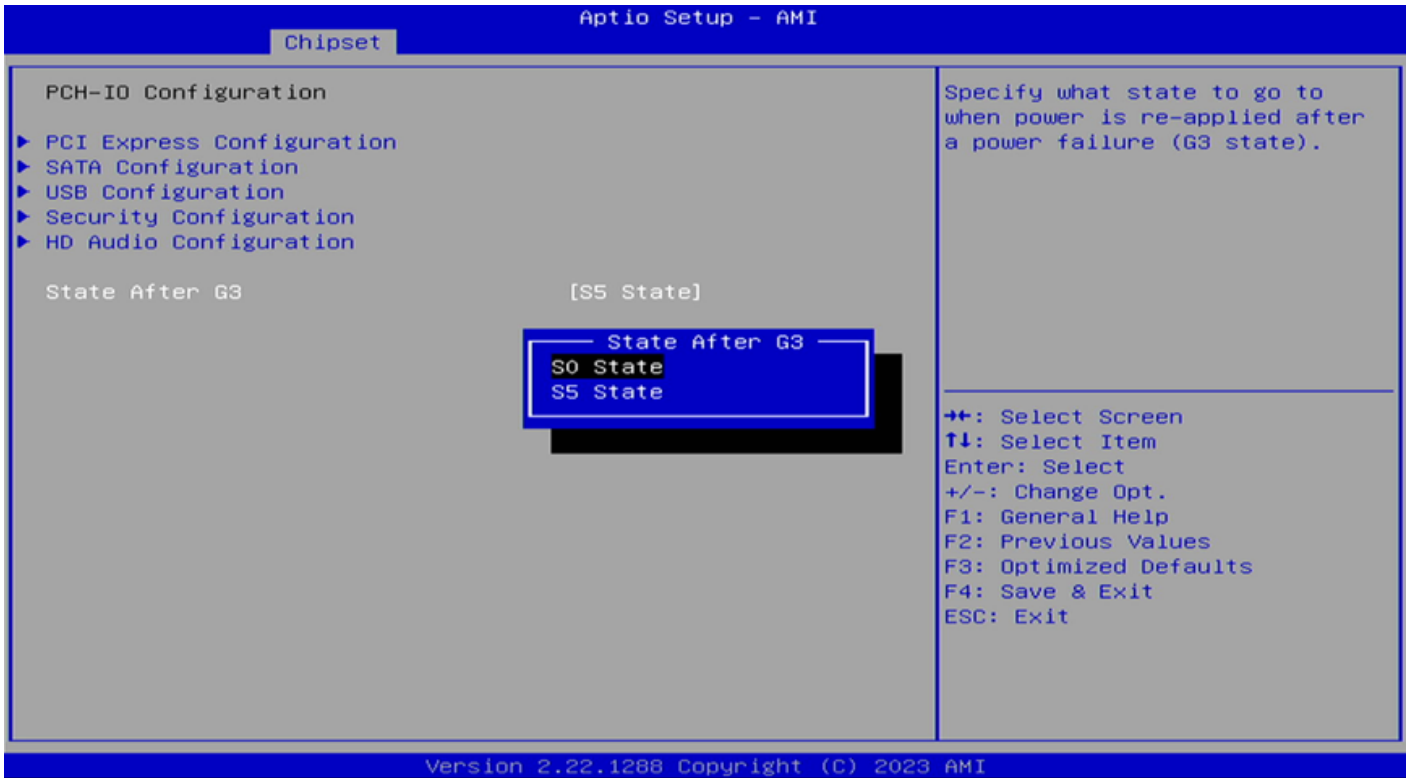 Aptio Setup – AMI
Chipset
PCH-IO Configuration
▶ PCI Express Configuration
▶ SATA Configuration
▶ USB Configuration
▶ Security Configuration
▶ HD Audio Configuration
State After G3 [S5 State]
State After G3
S0 State
S5 State
Specify what state to go to
when power is re-applied after
a power failure (G3 state).
→←: Select Screen
↑↓: Select Item
Enter: Select
+/-: Change Opt.
F1: General Help
F2: Previous Values
F3: Optimized Defaults
F4: Save & Exit
ESC: Exit
Version 2.22.1288 Copyright (C) 2023 AMI